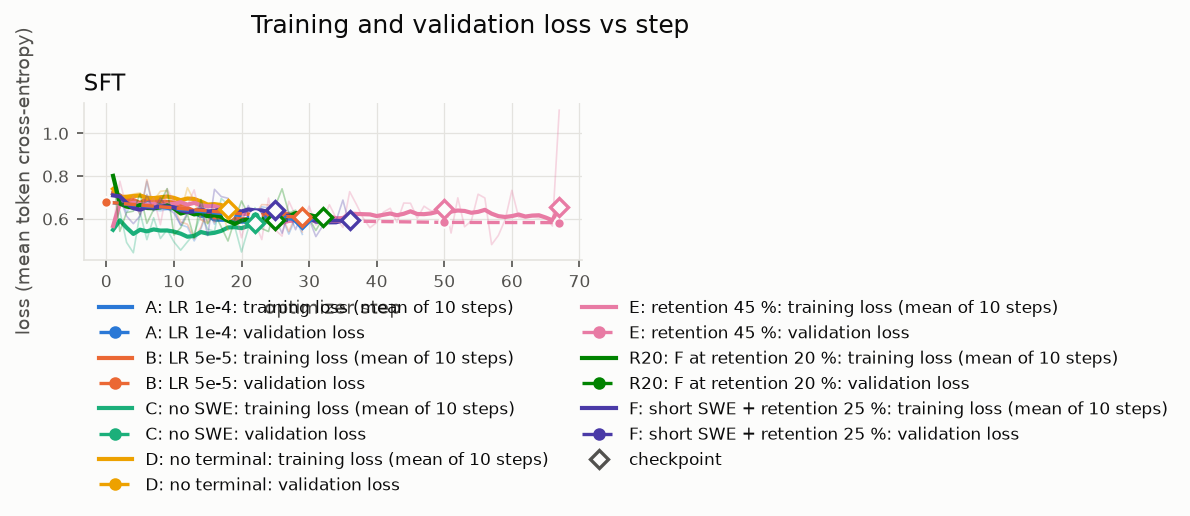 Training and validation loss vs step
SFT
loss (mean token cross-entropy)
1.0
0.8
0.6
0 10 20 30 40 50 60 70
optimizer step
A: LR 1e-4: training loss (mean of 10 steps)
A: LR 1e-4: validation loss
B: LR 5e-5: training loss (mean of 10 steps)
B: LR 5e-5: validation loss
C: no SWE: training loss (mean of 10 steps)
C: no SWE: validation loss
D: no terminal: training loss (mean of 10 steps)
D: no terminal: validation loss
E: retention 45 %: training loss (mean of 10 steps)
E: retention 45 %: validation loss
R20: F at retention 20 %: training loss (mean of 10 steps)
R20: F at retention 20 %: validation loss
F: short SWE + retention 25 %: training loss (mean of 10 steps)
F: short SWE + retention 25 %: validation loss
checkpoint